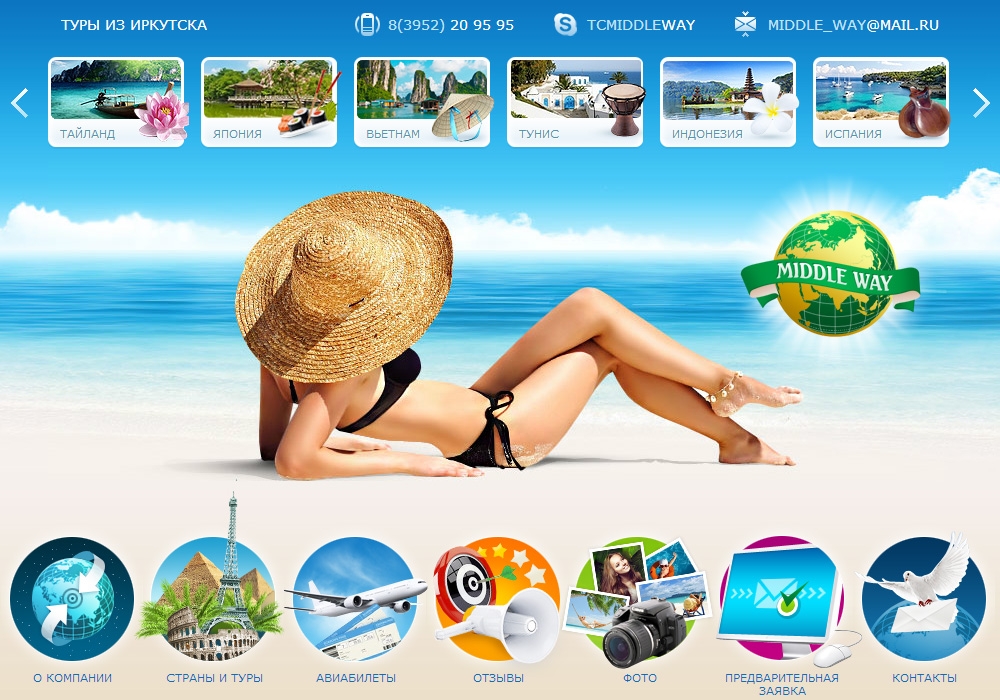 ТУРЫ ИЗ ИРКУТСКА
8(3952) 20 95 95
TCMIDDLEWAY
MIDDLE_WAY@MAIL.RU
ТАЙЛАНД
ЯПОНИЯ
ВЬЕТНАМ
ТУНИС
ИНДОНЕЗИЯ
ИСПАНИЯ
MIDDLE WAY
О КОМПАНИИ
СТРАНЫ И ТУРЫ
АВИАБИЛЕТЫ
ОТЗЫВЫ
ФОТО
ПРЕДВАРИТЕЛЬНАЯ
ЗАЯВКА
КОНТАКТЫ